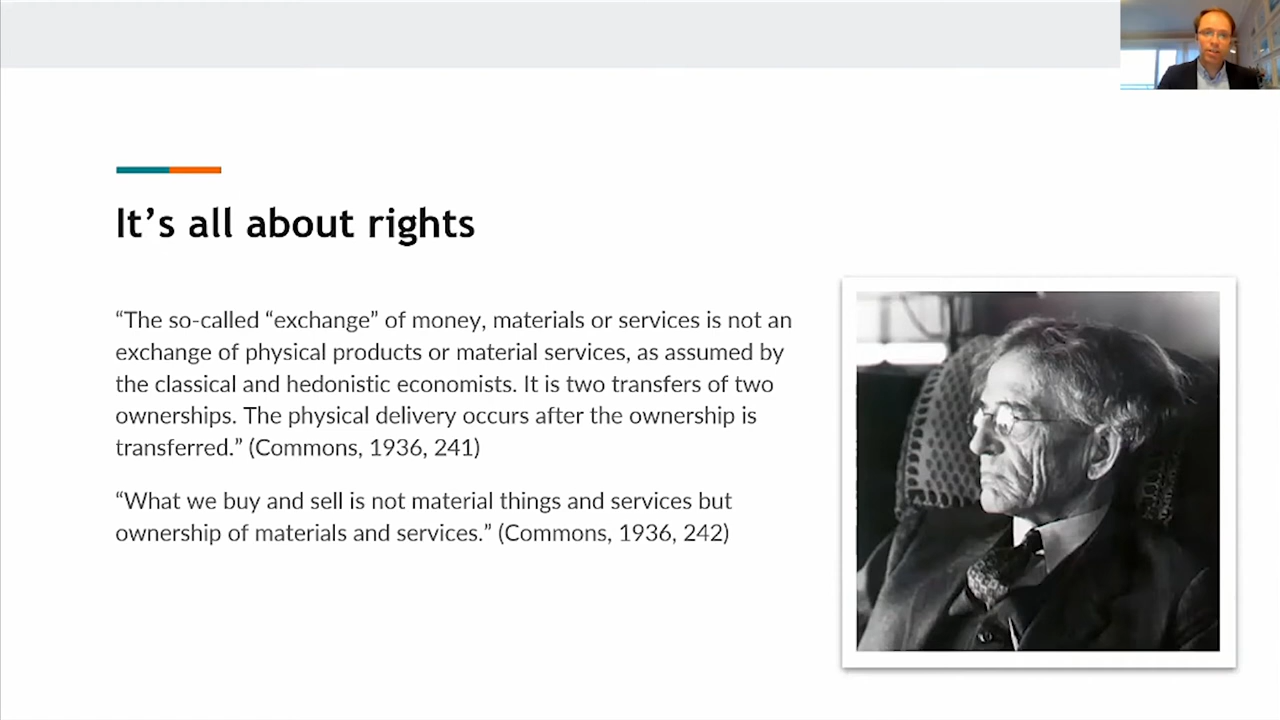 It’s all about rights
“The so-called “exchange” of money, materials or services is not an
exchange of physical products or material services, as assumed by
the classical and hedonistic economists. It is two transfers of two
ownerships. The physical delivery occurs after the ownership is
transferred.” (Commons, 1936, 241)
“What we buy and sell is not material things and services but
ownership of materials and services.” (Commons, 1936, 242)